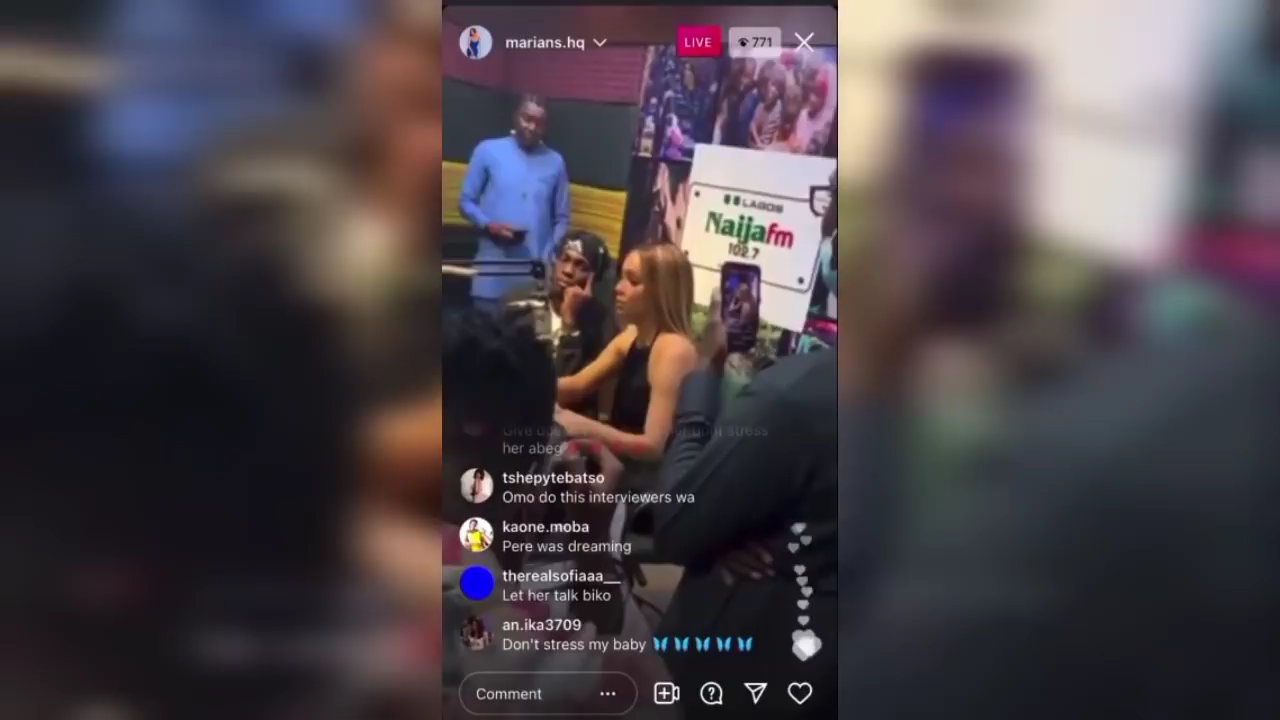 marians.hq
LIVE
771
LAGOS
Naijafm
102.7
stress
her abeg
tshepytebatso
Omo do this interviewers wa
kaone.moba
Pere was dreaming
therealsofiaaa__
Let her talk biko
an.ika3709
Don't stress my baby 🦋🦋🦋🦋🦋
Comment